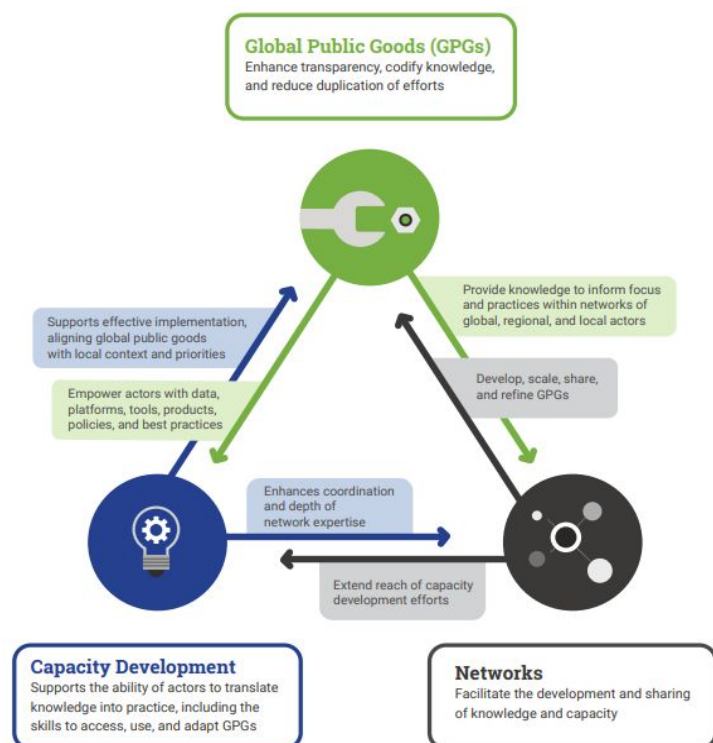 Global Public Goods (GPGs)
Enhance transparency, codify knowledge,
and reduce duplication of efforts
Supports effective implementation,
aligning global public goods
with local context and priorities
Provide knowledge to inform focus
and practices within networks of
global, regional, and local actors
Empower actors with data,
platforms, tools, products,
policies, and best practices
Develop, scale, share,
and refine GPGs
Enhances coordination
and depth of
network expertise
Extend reach of capacity
development efforts
Capacity Development
Supports the ability of actors to translate
knowledge into practice, including the
skills to access, use, and adapt GPGs
Networks
Facilitate the development and sharing
of knowledge and capacity